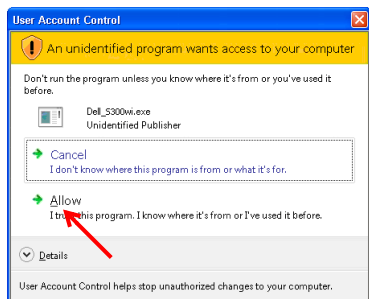 User Account Control
An unidentified program wants access to your computer
Don't run the program unless you know where it's from or you've used it
before.
Dell_S300wi.exe
Unidentified Publisher
Cancel
I don't know where this program is from or what it's for.
Allow
I this program. I know where it's from or I've used it before.
Details
User Account Control helps stop unauthorized changes to your computer.